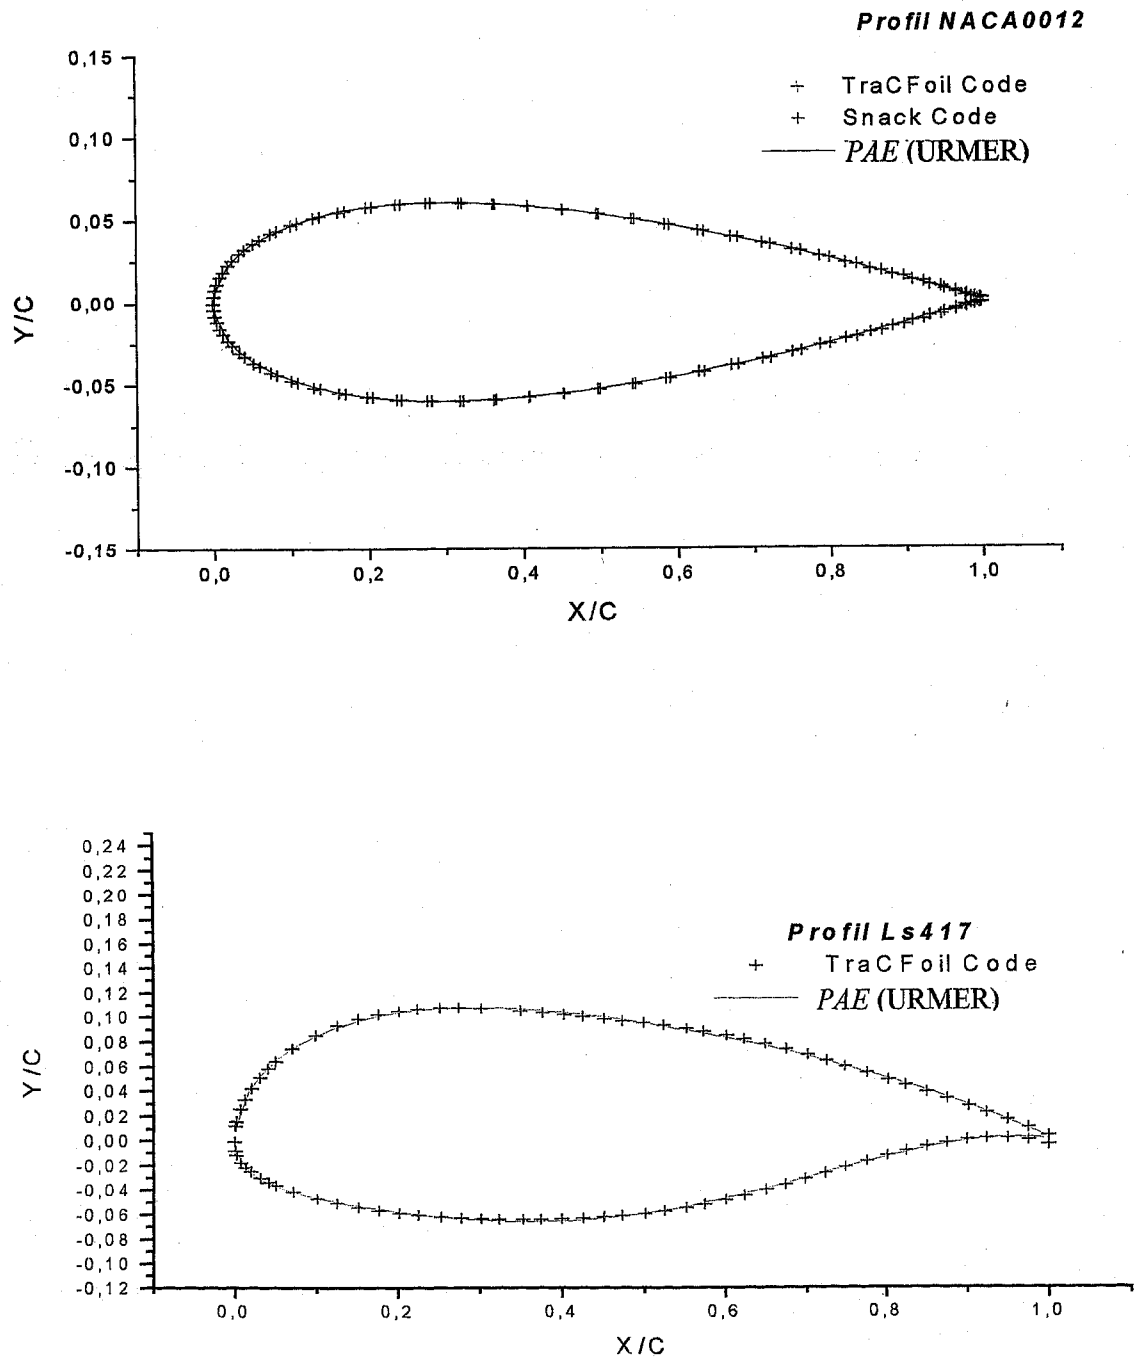 Profil NACA0012
0,15
TraCFoil Code
Snack Code
0,10
PAE (URMER)
0,05
0,00
Y/C
-0,05
-0,10
-0,15
0,0 0,2 0,4 0,6 0,8 1,0
X/C
0,24
0,22
0,20
0,18
Profil Ls417
0,16
TraCFoil Code
0,14
0,12
PAE (URMER)
0,10
0,08
0,06
Y/C
0,04
0,02
0,00
-0,02
-0,04
-0,06
-0,08
-0,10
-0,12
0,0 0,2 0,4 0,6 0,8 1,0
X/C